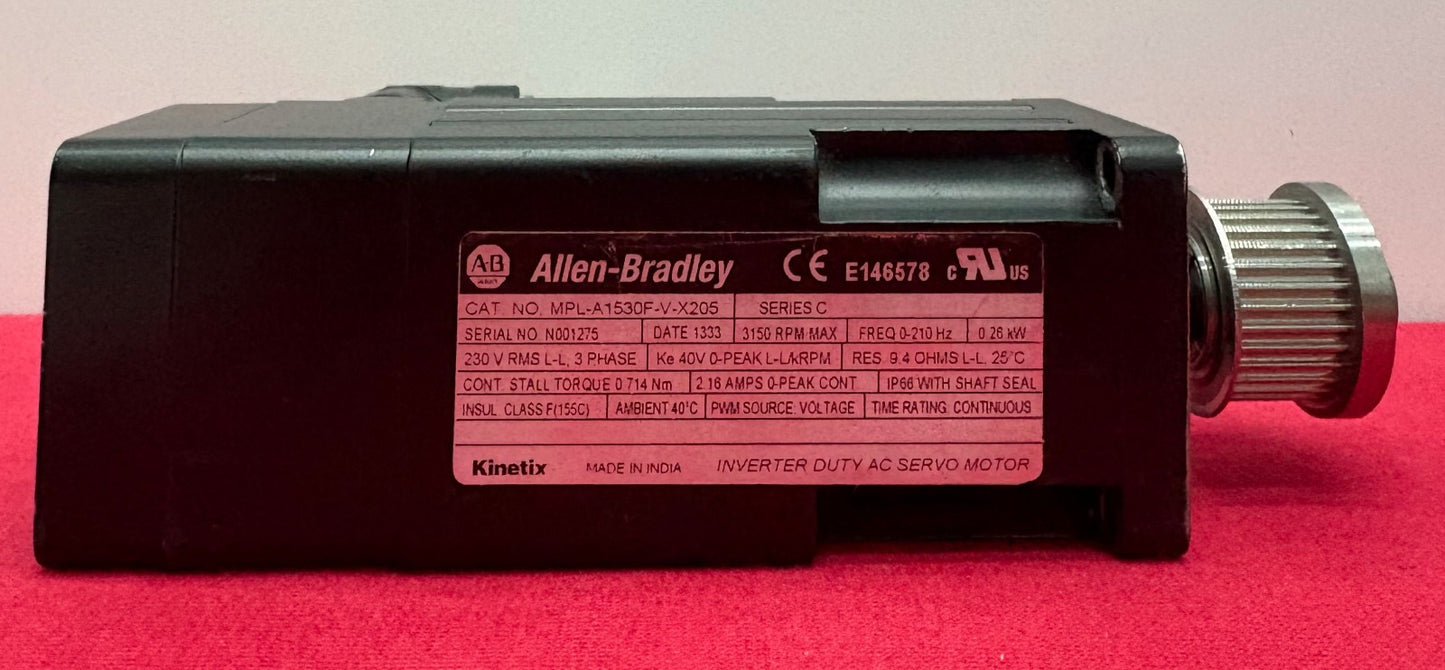 A-B Allen-Bradley CE E146578 c RU US
CAT. NO. MPL-A1530F-V-X205 SERIES C
SERIAL NO. N001275 DATE 1333 3150 RPM MAX FREQ 0-210 Hz 0.26 kW
230 V RMS L-L, 3 PHASE Ke 40V 0-PEAK L-L/kRPM RES. 9.4 OHMS L-L, 25°C
CONT. STALL TORQUE 0.714 Nm 2.16 AMPS 0-PEAK CONT. IP66 WITH SHAFT SEAL
INSUL CLASS F(155C) AMBIENT 40°C PWM SOURCE: VOLTAGE TIME RATING: CONTINUOUS
Kinetix MADE IN INDIA INVERTER DUTY AC SERVO MOTOR